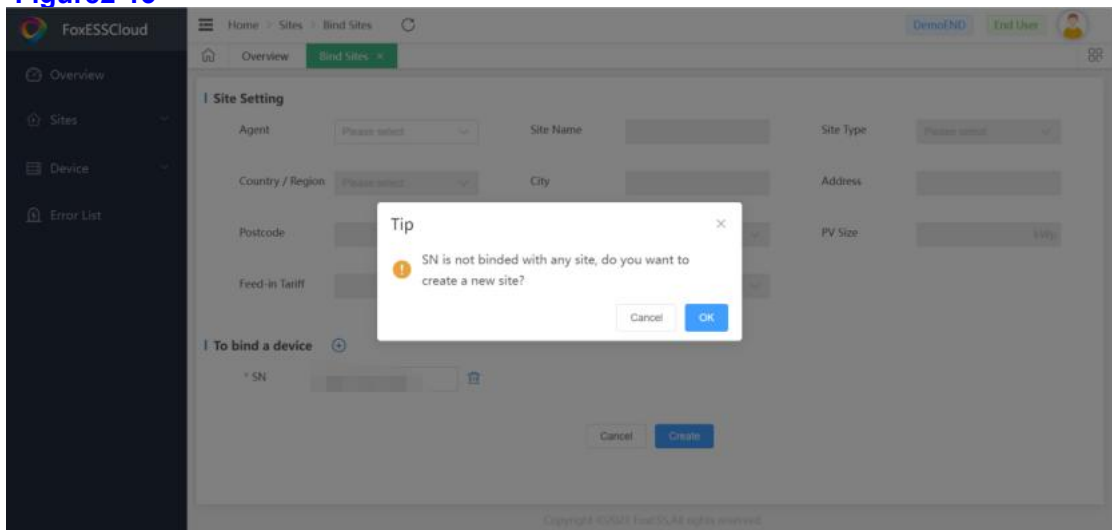 FoxESSCloud
Home > Sites > Bind Sites
DemoEND
End User
Overview
Bind Sites ×
Overview
Sites
Device
Error List
Site Setting
Agent
Please select
Site Name
Site Type
Please select
Country / Region
Please select
City
Address
Postcode
PV Size
kWp
Feed-in Tariff
Tip
SN is not binded with any site, do you want to
create a new site?
Cancel
OK
To bind a device
* SN
Cancel
Create